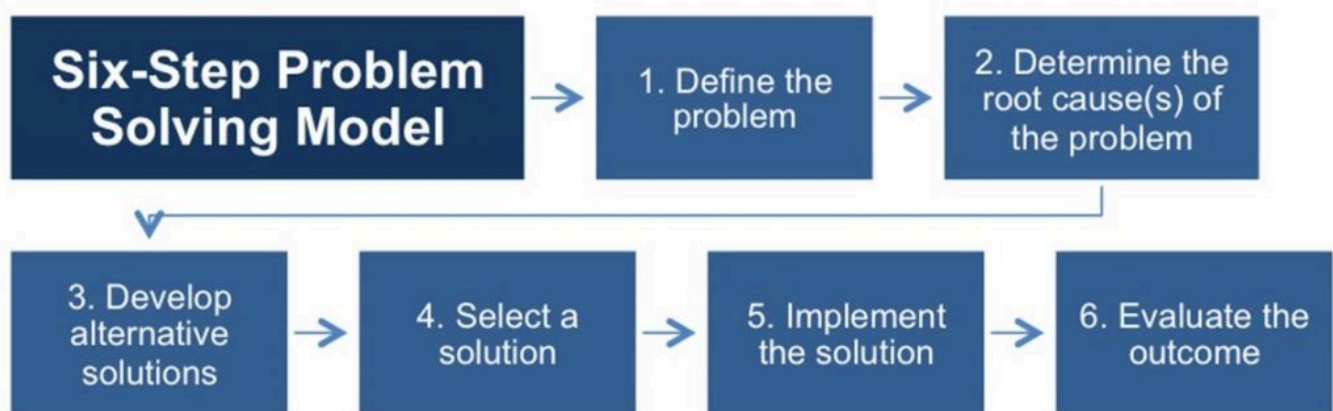 Six-Step Problem
Solving Model
1. Define the
problem
2. Determine the
root cause(s) of
the problem
3. Develop
alternative
solutions
4. Select a
solution
5. Implement
the solution
6. Evaluate the
outcome